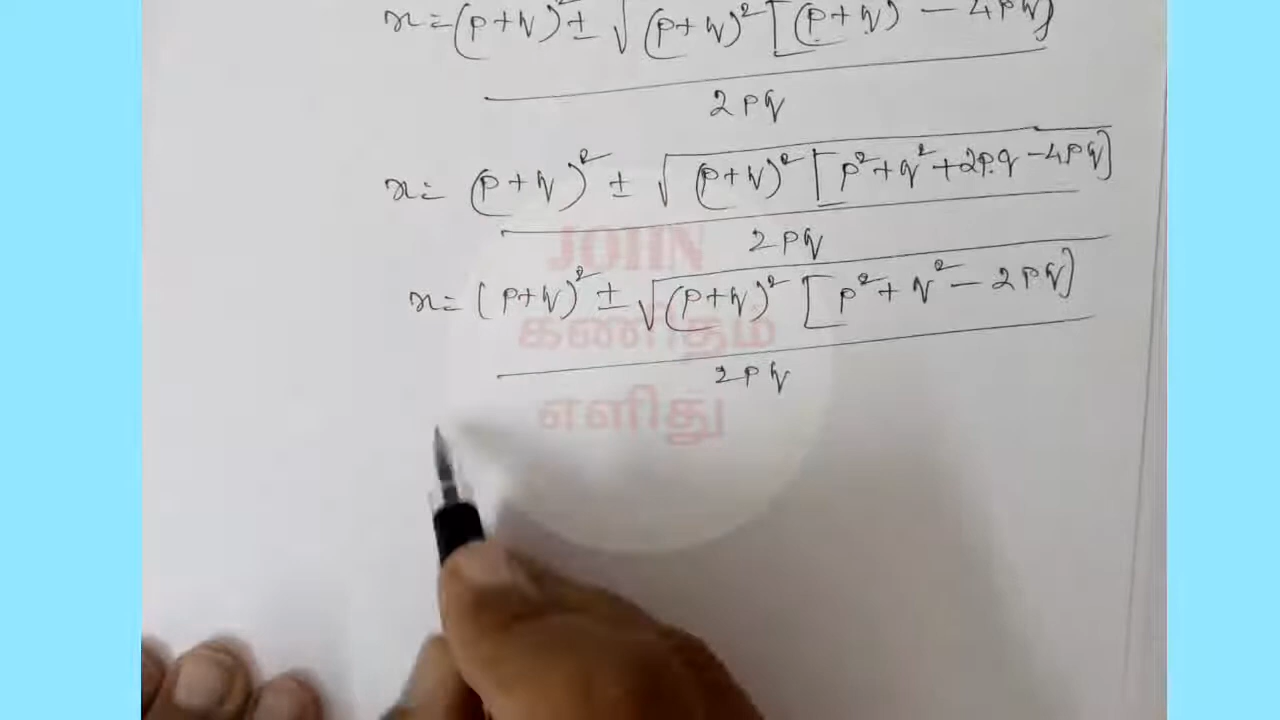 x = (p+q)² ± √(p+q)² [(p+q) − 4pq]
2pq
x = (p+q)² ± √(p+q)² [p²+q²+2pq−4pq]
2pq
x = (p+q)² ± √(p+q)² [p²+q²−2pq]
2pq
JOHN
கணிதம்
எளிது